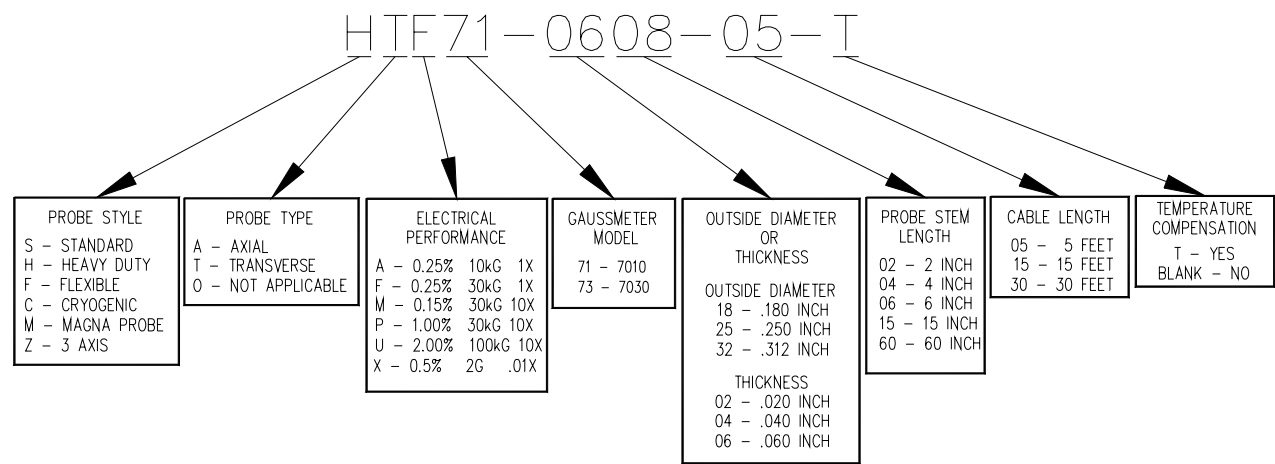 HTF71-0608-05-T
PROBE STYLE
S - STANDARD
H - HEAVY DUTY
F - FLEXIBLE
C - CRYOGENIC
M - MAGNA PROBE
Z - 3 AXIS
PROBE TYPE
A - AXIAL
T - TRANSVERSE
O - NOT APPLICABLE
ELECTRICAL
PERFORMANCE
A - 0.25% 10kG 1X
F - 0.25% 30kG 1X
M - 0.15% 30kG 10X
P - 1.00% 30kG 10X
U - 2.00% 100kG 10X
X - 0.5% 2G .01X
GAUSSMETER
MODEL
71 - 7010
73 - 7030
OUTSIDE DIAMETER
OR
THICKNESS
OUTSIDE DIAMETER
18 - .180 INCH
25 - .250 INCH
32 - .312 INCH
THICKNESS
02 - .020 INCH
04 - .040 INCH
06 - .060 INCH
PROBE STEM
LENGTH
02 - 2 INCH
04 - 4 INCH
06 - 6 INCH
15 - 15 INCH
60 - 60 INCH
CABLE LENGTH
05 - 5 FEET
15 - 15 FEET
30 - 30 FEET
TEMPERATURE
COMPENSATION
T - YES
BLANK - NO